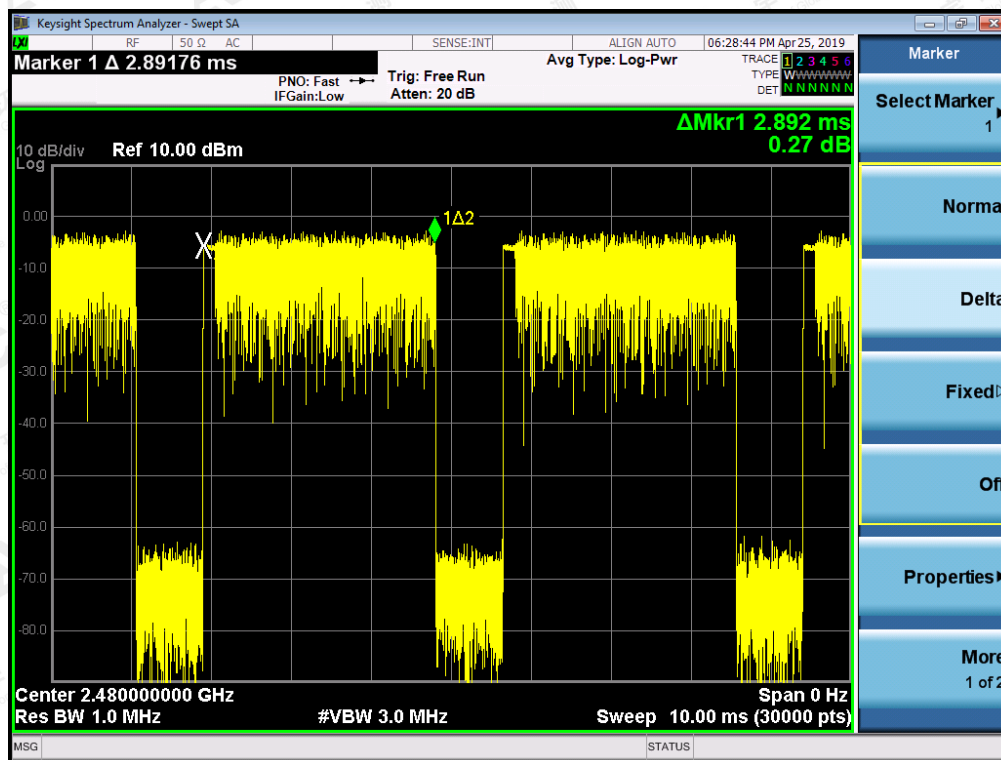 Keysight Spectrum Analyzer - Swept SA
LXI RF 50 Ω AC SENSE:INT ALIGN AUTO 06:28:44 PM Apr 25, 2019
Marker 1 Δ 2.89176 ms
PNO: Fast
IFGain:Low
Trig: Free Run
Atten: 20 dB
Avg Type: Log-Pwr
TRACE 1 2 3 4 5 6
TYPE WWWWWW
DET N N N N N N
ΔMkr1 2.892 ms
0.27 dB
10 dB/div Ref 10.00 dBm
Log
0.00
-10.0
-20.0
-30.0
-40.0
-50.0
-60.0
-70.0
-80.0
X
1Δ2
Center 2.480000000 GHz Span 0 Hz
Res BW 1.0 MHz #VBW 3.0 MHz Sweep 10.00 ms (30000 pts)
MSG STATUS
Marker
Select Marker
1
Norma
Delta
Fixed
Off
Properties
More
1 of 2